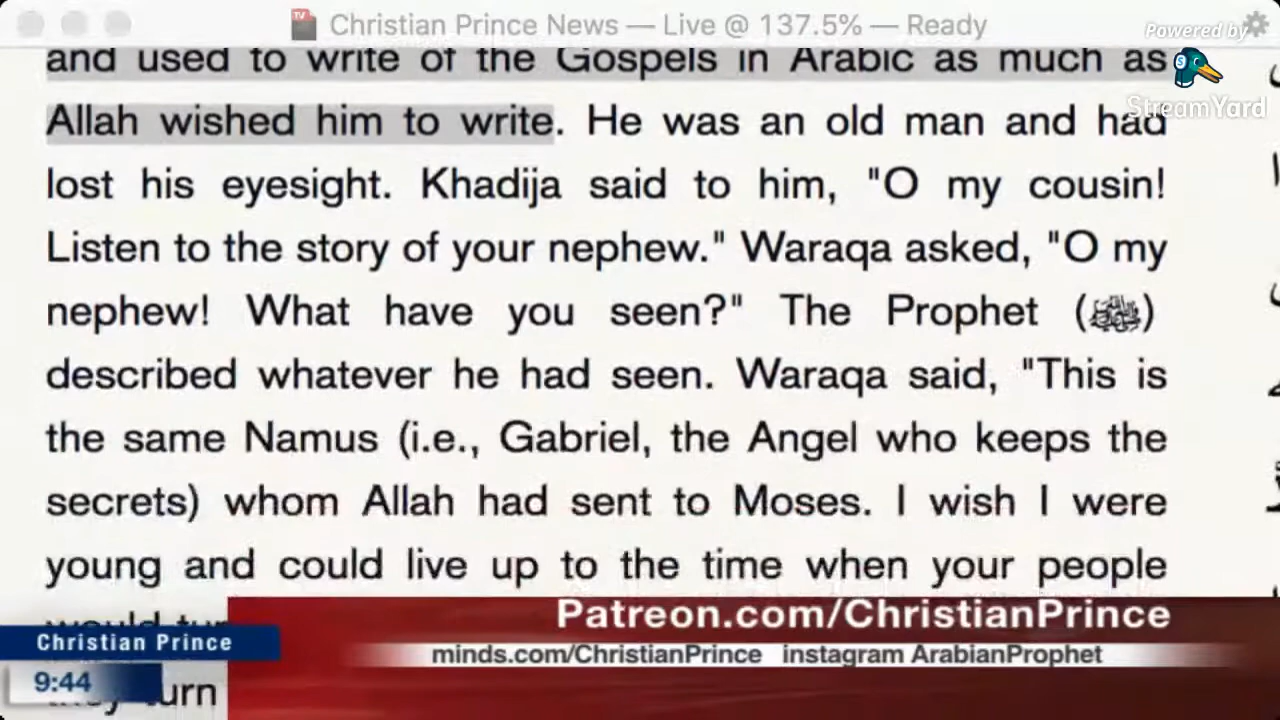 Christian Prince News — Live @ 137.5% — Ready
Powered by
StreamYard
and used to write of the Gospels in Arabic as much as
Allah wished him to write. He was an old man and had
lost his eyesight. Khadija said to him, "O my cousin!
Listen to the story of your nephew." Waraqa asked, "O my
nephew! What have you seen?" The Prophet (ﷺ)
described whatever he had seen. Waraqa said, "This is
the same Namus (i.e., Gabriel, the Angel who keeps the
secrets) whom Allah had sent to Moses. I wish I were
young and could live up to the time when your people
would
turn
Patreon.com/ChristianPrince
Christian Prince
minds.com/ChristianPrince instagram ArabianProphet
9:44